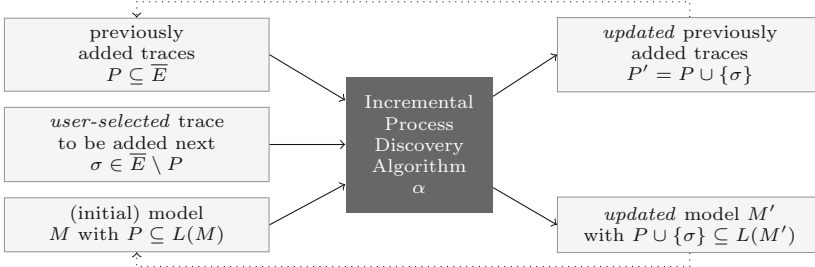 previously
added traces
P ⊆ E̅
user-selected trace
to be added next
σ ∈ E̅ \ P
(initial) model
M with P ⊆ L(M)
Incremental
Process
Discovery
Algorithm
α
updated previously
added traces
P′ = P ∪ {σ}
updated model M′
with P ∪ {σ} ⊆ L(M′)